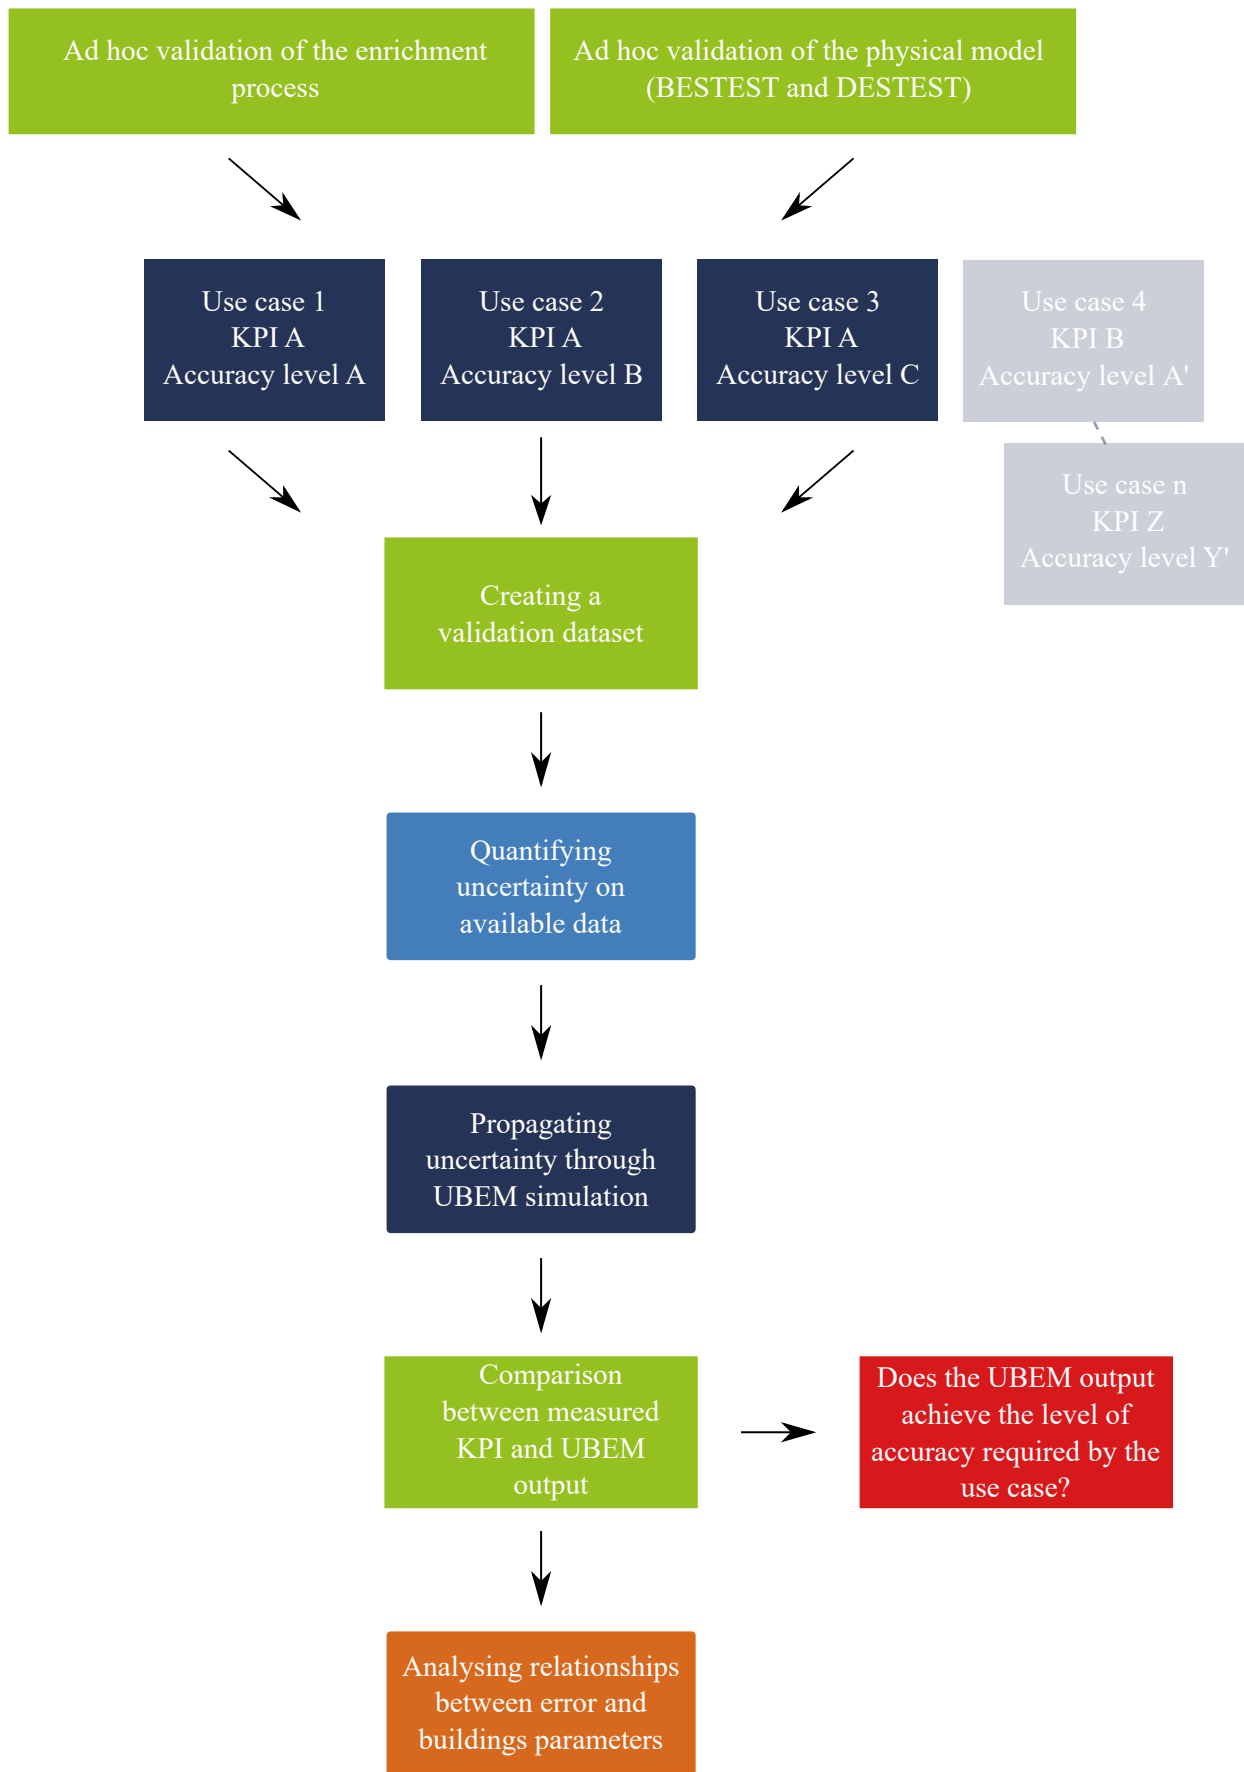 Ad hoc validation of the enrichment
process
Ad hoc validation of the physical model
(BESTEST and DESTEST)
Use case 1
KPI A
Accuracy level A
Use case 2
KPI A
Accuracy level B
Use case 3
KPI A
Accuracy level C
Use case 4
KPI B
Accuracy level A'
Use case n
KPI Z
Accuracy level Y'
Creating a
validation dataset
Quantifying
uncertainty on
available data
Propagating
uncertainty through
UBEM simulation
Comparison
between measured
KPI and UBEM
output
Does the UBEM output
achieve the level of
accuracy required by the
use case?
Analysing relationships
between error and
buildings parameters